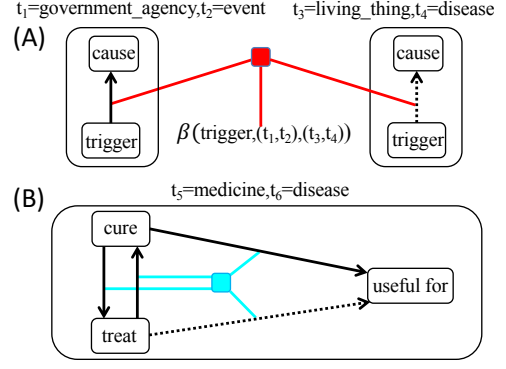 t₁=government_agency,t₂=event
t₃=living_thing,t₄=disease
(A)
cause
cause
trigger
β(trigger,(t₁,t₂),(t₃,t₄))
trigger
(B)
t₅=medicine,t₆=disease
cure
useful for
treat